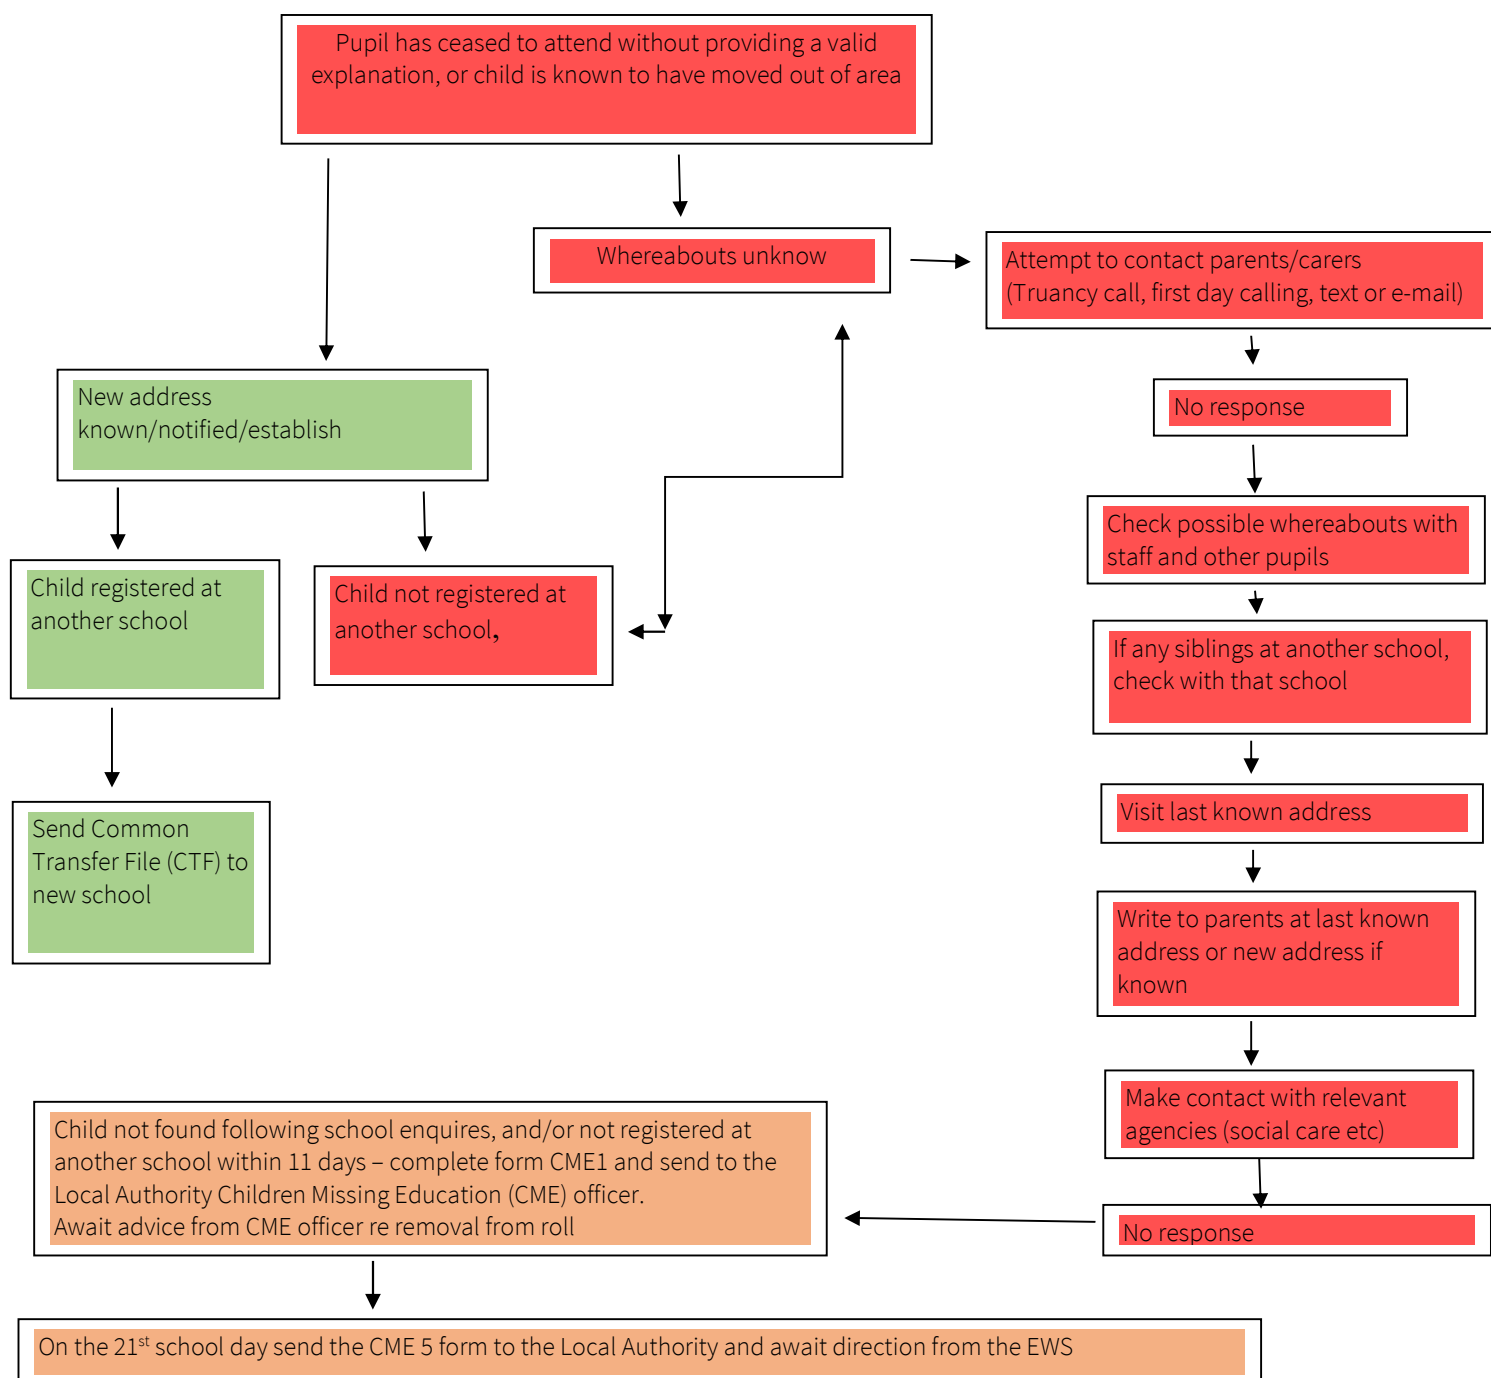 Pupil has ceased to attend without providing a valid
explanation, or child is known to have moved out of area
Whereabouts unknow
Attempt to contact parents/carers
(Truancy call, first day calling, text or e-mail)
New address
known/notified/establish
No response
Check possible whereabouts with
staff and other pupils
Child registered at
another school
Child not registered at
another school,
If any siblings at another school,
check with that school
Visit last known address
Send Common
Transfer File (CTF) to
new school
Write to parents at last known
address or new address if
known
Make contact with relevant
agencies (social care etc)
No response
Child not found following school enquires, and/or not registered at
another school within 11 days – complete form CME1 and send to the
Local Authority Children Missing Education (CME) officer.
Await advice from CME officer re removal from roll
On the 21st school day send the CME 5 form to the Local Authority and await direction from the EWS